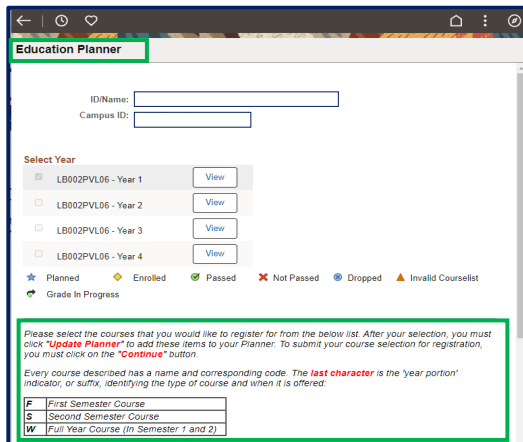 Education Planner
ID/Name:
Campus ID:
Select Year
LB002PVL06 - Year 1 View
LB002PVL06 - Year 2 View
LB002PVL06 - Year 3 View
LB002PVL06 - Year 4 View
Planned Enrolled Passed Not Passed Dropped Invalid Courselist
Grade In Progress
Please select the courses that you would like to register for from the below list. After your selection, you must
click "Update Planner" to add these items to your Planner. To submit your course selection for registration,
you must click on the "Continue" button.
Every course described has a name and corresponding code. The last character is the 'year portion'
indicator, or suffix, identifying the type of course and when it is offered:
F First Semester Course
S Second Semester Course
W Full Year Course (In Semester 1 and 2)